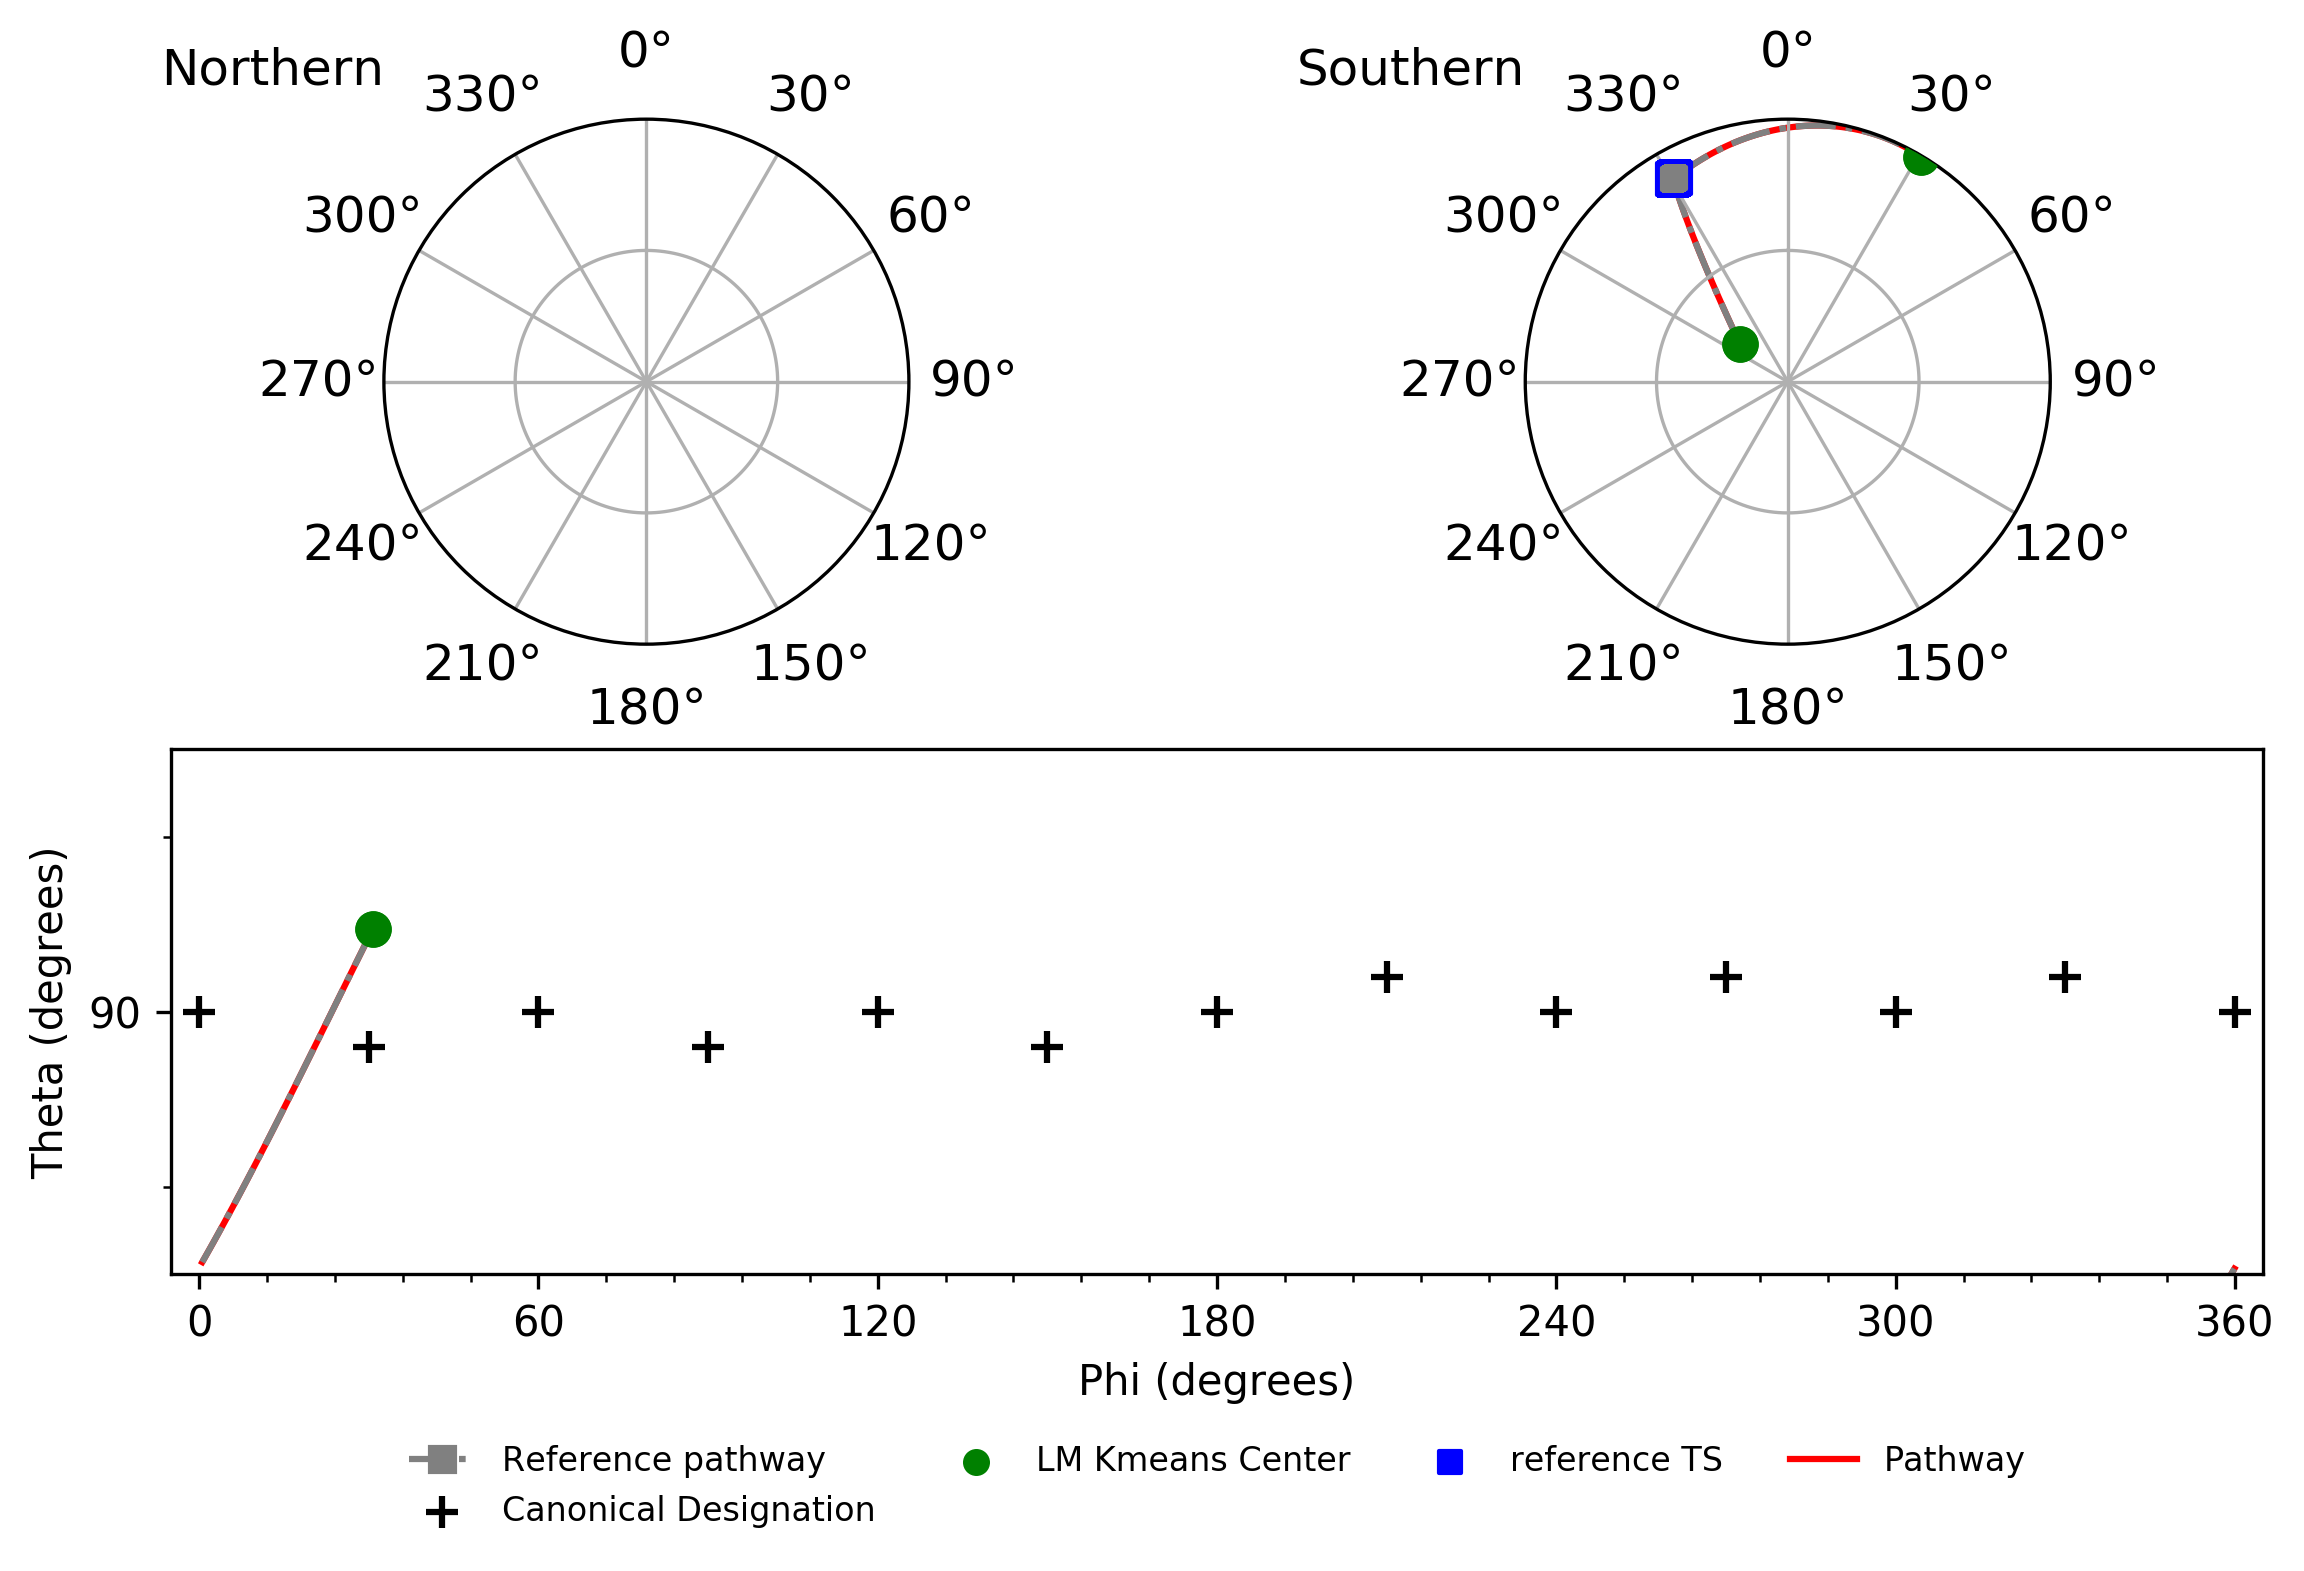 Northern
0°
30°
60°
90°
120°
150°
180°
210°
240°
270°
300°
330°
Southern
0°
30°
60°
90°
120°
150°
180°
210°
240°
270°
300°
330°
Theta (degrees)
90
0 60 120 180 240 300 360
Phi (degrees)
Reference pathway
Canonical Designation
LM Kmeans Center
reference TS
Pathway